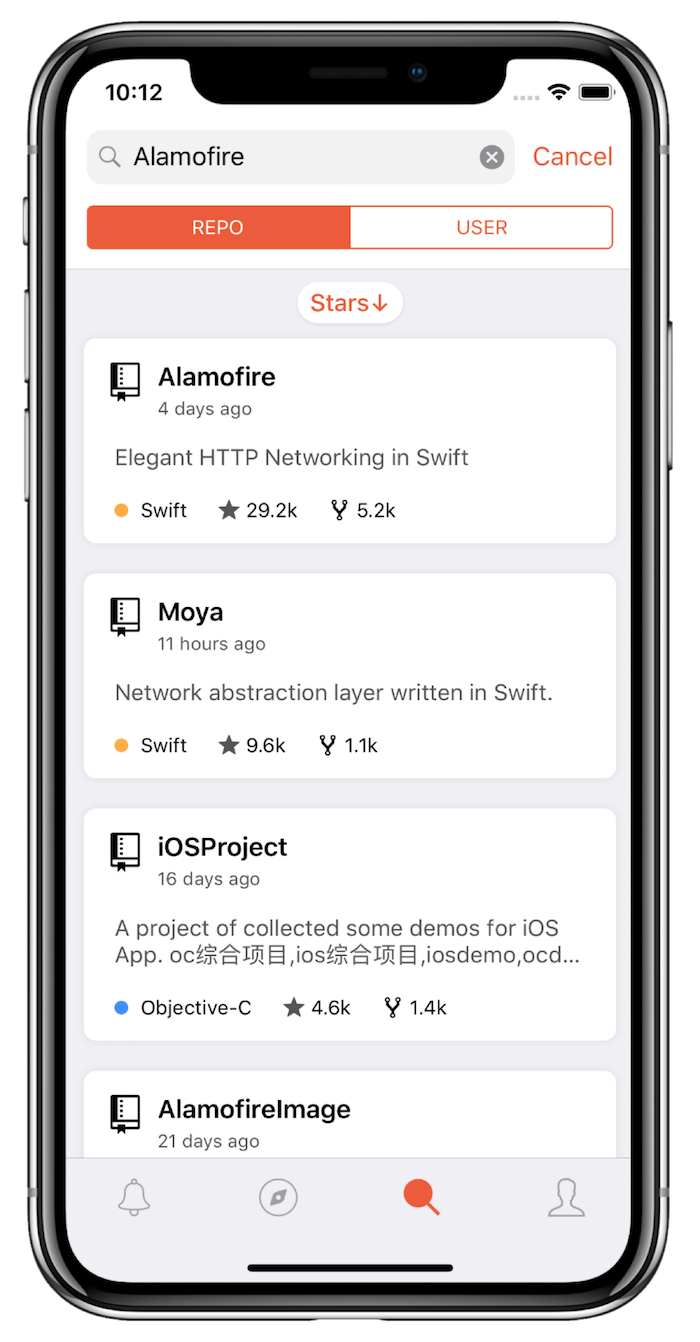 10:12
Alamofire
Cancel
REPO
USER
Stars↓
Alamofire
4 days ago
Elegant HTTP Networking in Swift
Swift 29.2k 5.2k
Moya
11 hours ago
Network abstraction layer written in Swift.
Swift 9.6k 1.1k
iOSProject
16 days ago
A project of collected some demos for iOS
App. oc综合项目,ios综合项目,iosdemo,ocd...
Objective-C 4.6k 1.4k
AlamofireImage
21 days ago